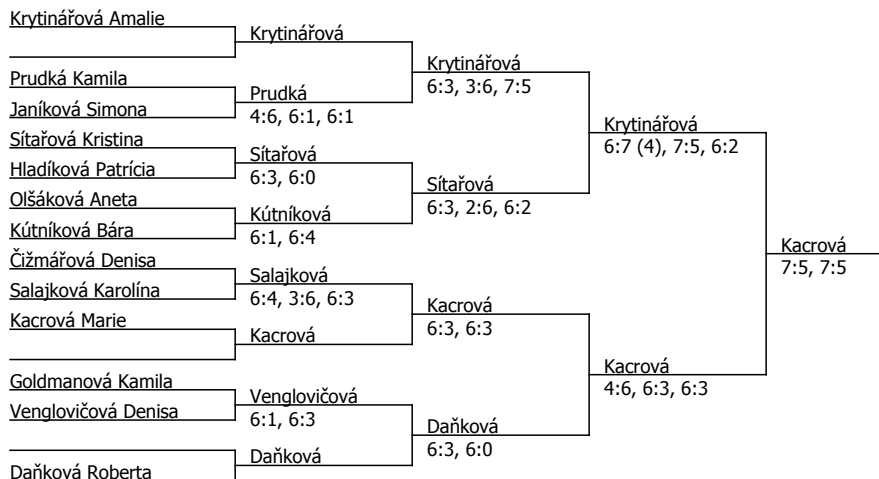 Krytinářová Amalie
Prudká Kamila
Janíková Simona
Sítařová Kristina
Hladíková Patrícia
Olšáková Aneta
Kútníková Bára
Čižmářová Denisa
Salajková Karolína
Kacrová Marie
Goldmanová Kamila
Venglovičová Denisa
Daňková Roberta
Krytinářová
Prudká
4:6, 6:1, 6:1
Sítařová
6:3, 6:0
Kútníková
6:1, 6:4
Salajková
6:4, 3:6, 6:3
Kacrová
Venglovičová
6:1, 6:3
Daňková
Krytinářová
6:3, 3:6, 7:5
Sítařová
6:3, 2:6, 6:2
Kacrová
6:3, 6:3
Daňková
6:3, 6:0
Krytinářová
6:7 (4), 7:5, 6:2
Kacrová
4:6, 6:3, 6:3
Kacrová
7:5, 7:5